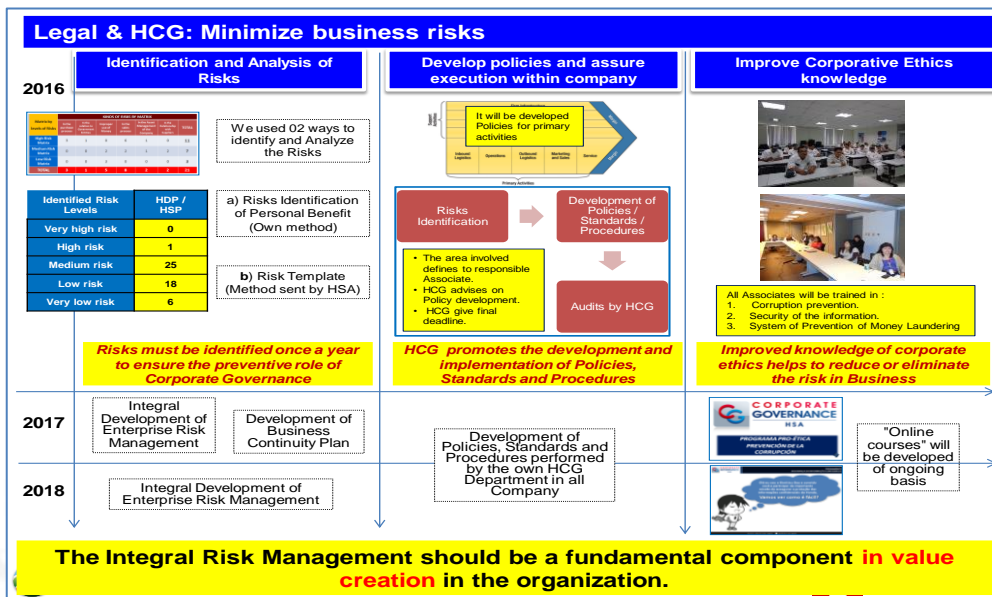 Legal & HCG: Minimize business risks
Identification and Analysis of
Risks
Develop policies and assure
execution within company
Improve Corporative Ethics
knowledge
2016
We used 02 ways to
identify and Analyze
the Risks
Identified Risk
Levels
HDP /
HSP
Very high risk
0
High risk
1
Medium risk
25
Low risk
18
Very low risk
6
a) Risks Identification
of Personal Benefit
(Own method)
b) Risk Template
(Method sent by HSA)
Risks must be identified once a year
to ensure the preventive role of
Corporate Governance
It will be developed
Policies for primary
activities
Inbound
Logistics
Operations
Outbound
Logistics
Marketing
and Sales
Service
Margin
Primary Activities
Risks
Identification
Development of
Policies /
Standards /
Procedures
• The area involved
defines to responsible
Associate.
• HCG advises on
Policy development.
• HCG give final
deadline.
Audits by HCG
HCG promotes the development and
implementation of Policies,
Standards and Procedures
All Associates will be trained in :
1. Corruption prevention.
2. Security of the information.
3. System of Prevention of Money Laundering
Improved knowledge of corporate
ethics helps to reduce or eliminate
the risk in Business
2017
Integral
Development of
Enterprise Risk
Management
Development of
Business
Continuity Plan
Development of
Policies, Standards and
Procedures performed
by the own HCG
Department in all
Company
CORPORATE
GOVERNANCE
HSA
PROGRAMA PRO-ÉTICA
PREVENCIÓN DE LA
CORRUPCIÓN
"Online
courses" will
be developed
of ongoing
basis
2018
Integral Development of
Enterprise Risk Management
The Integral Risk Management should be a fundamental component in value
creation in the organization.